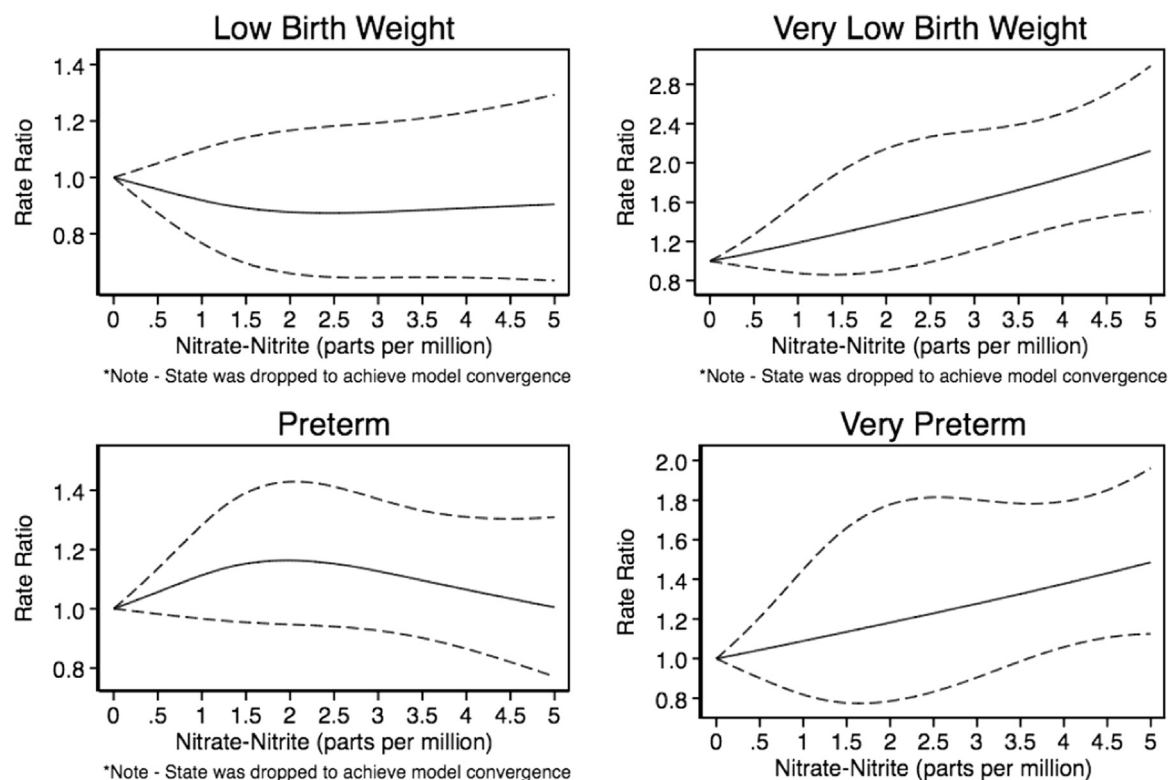 Low Birth Weight
1.4
1.2
1.0
0.8
Rate Ratio
0 .5 1 1.5 2 2.5 3 3.5 4 4.5 5
Nitrate-Nitrite (parts per million)
*Note - State was dropped to achieve model convergence
Very Low Birth Weight
2.8
2.4
2.0
1.6
1.2
0.8
Rate Ratio
0 .5 1 1.5 2 2.5 3 3.5 4 4.5 5
Nitrate-Nitrite (parts per million)
*Note - State was dropped to achieve model convergence
Preterm
1.4
1.2
1.0
0.8
Rate Ratio
0 .5 1 1.5 2 2.5 3 3.5 4 4.5 5
Nitrate-Nitrite (parts per million)
*Note - State was dropped to achieve model convergence
Very Preterm
2.0
1.8
1.6
1.4
1.2
1.0
0.8
Rate Ratio
0 .5 1 1.5 2 2.5 3 3.5 4 4.5 5
Nitrate-Nitrite (parts per million)